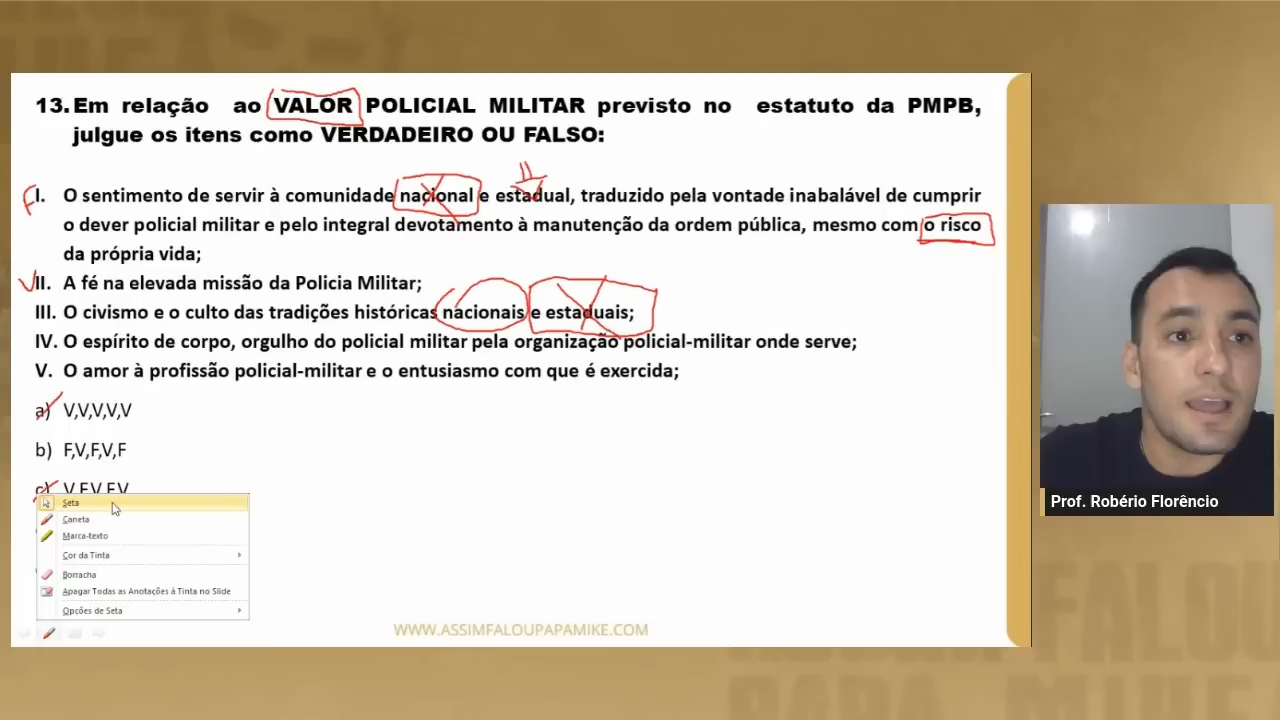 13. Em relação ao VALOR POLICIAL MILITAR previsto no estatuto da PMPB,
julgue os itens como VERDADEIRO OU FALSO:
F I. O sentimento de servir à comunidade nacional e estadual, traduzido pela vontade inabalável de cumprir
o dever policial militar e pelo integral devotamento à manutenção da ordem pública, mesmo com o risco
da própria vida;
V II. A fé na elevada missão da Policia Militar;
III. O civismo e o culto das tradições históricas nacionais e estaduais;
IV. O espírito de corpo, orgulho do policial militar pela organização policial-militar onde serve;
V. O amor à profissão policial-militar e o entusiasmo com que é exercida;
a) V,V,V,V,V
b) F,V,F,V,F
c) V,F,V,F,V
Seta
Caneta
Marca-texto
Cor da Tinta
Borracha
Apagar Todas as Anotações à Tinta no Slide
Opções de Seta
WWW.ASSIMFALOUPAPAMIKE.COM
Prof. Robério Florêncio